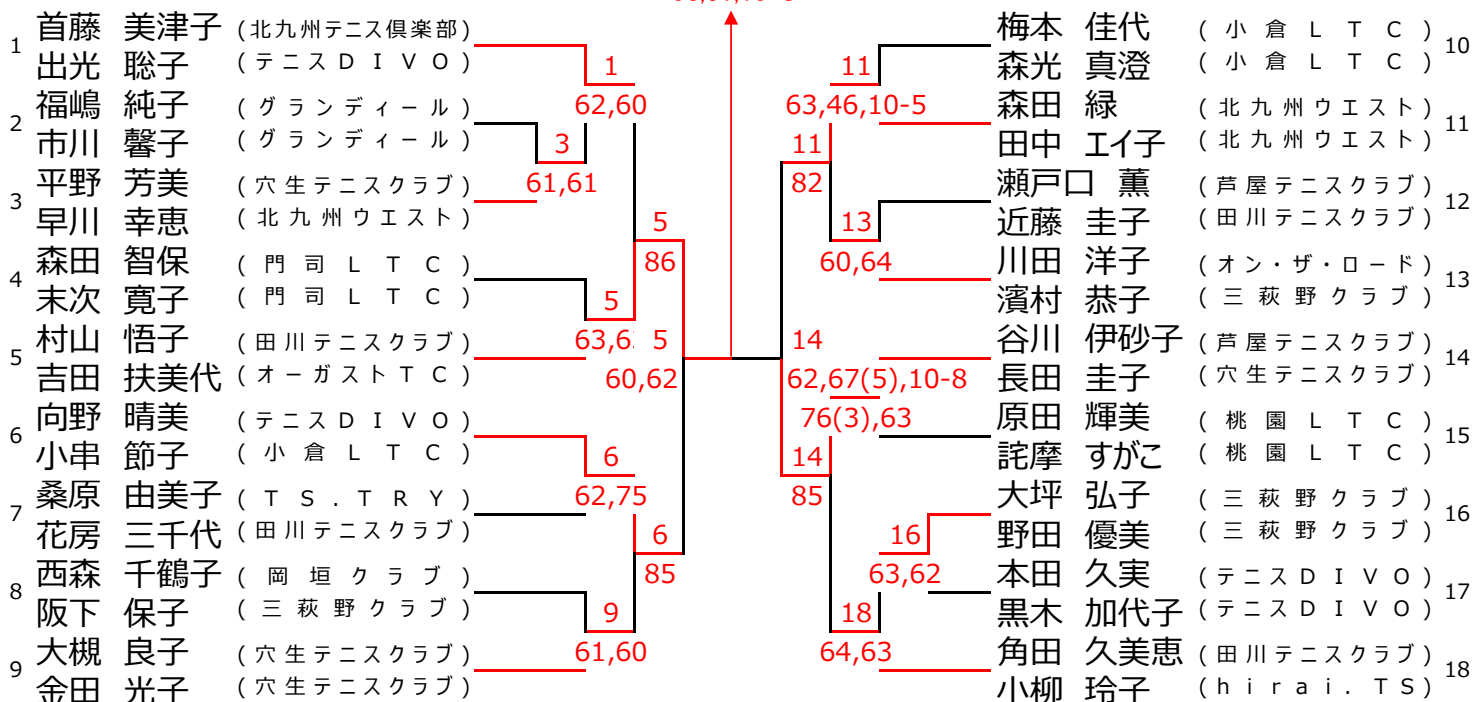 1 首藤 美津子 (北九州テニス倶楽部)
出光 聡子 (テニスDIVO)
2 福嶋 純子 (グランディール)
市川 馨子 (グランディール)
3 平野 芳美 (穴生テニスクラブ)
早川 幸恵 (北九州ウエスト)
4 森田 智保 (門司LTC)
末次 寛子 (門司LTC)
5 村山 悟子 (田川テニスクラブ)
吉田 扶美代 (オーガストTC)
6 向野 晴美 (テニスDIVO)
小串 節子 (小倉LTC)
7 桑原 由美子 (TS.TRY)
花房 三千代 (田川テニスクラブ)
8 西森 千鶴子 (岡垣クラブ)
阪下 保子 (三萩野クラブ)
9 大槻 良子 (穴生テニスクラブ)
金田 光子 (穴生テニスクラブ)
1
62,60
3
61,61
5
86
5
63,6
5
60,62
6
62,75
6
85
9
61,60
11
63,46,10-5
11
82
13
60,64
14
62,67(5),10-8
76(3),63
14
85
16
63,62
18
64,63
梅本 佳代 (小倉LTC) 10
森光 真澄 (小倉LTC)
森田 緑 (北九州ウエスト) 11
田中 エイ子 (北九州ウエスト)
瀬戸口 薫 (芦屋テニスクラブ) 12
近藤 圭子 (田川テニスクラブ)
川田 洋子 (オン・ザ・ロード) 13
濱村 恭子 (三萩野クラブ)
谷川 伊砂子 (芦屋テニスクラブ) 14
長田 圭子 (穴生テニスクラブ)
原田 輝美 (桃園LTC) 15
詫摩 すがこ (桃園LTC)
大坪 弘子 (三萩野クラブ) 16
野田 優美 (三萩野クラブ)
本田 久実 (テニスDIVO) 17
黒木 加代子 (テニスDIVO)
角田 久美恵 (田川テニスクラブ) 18
小柳 玲子 (hirai.TS)